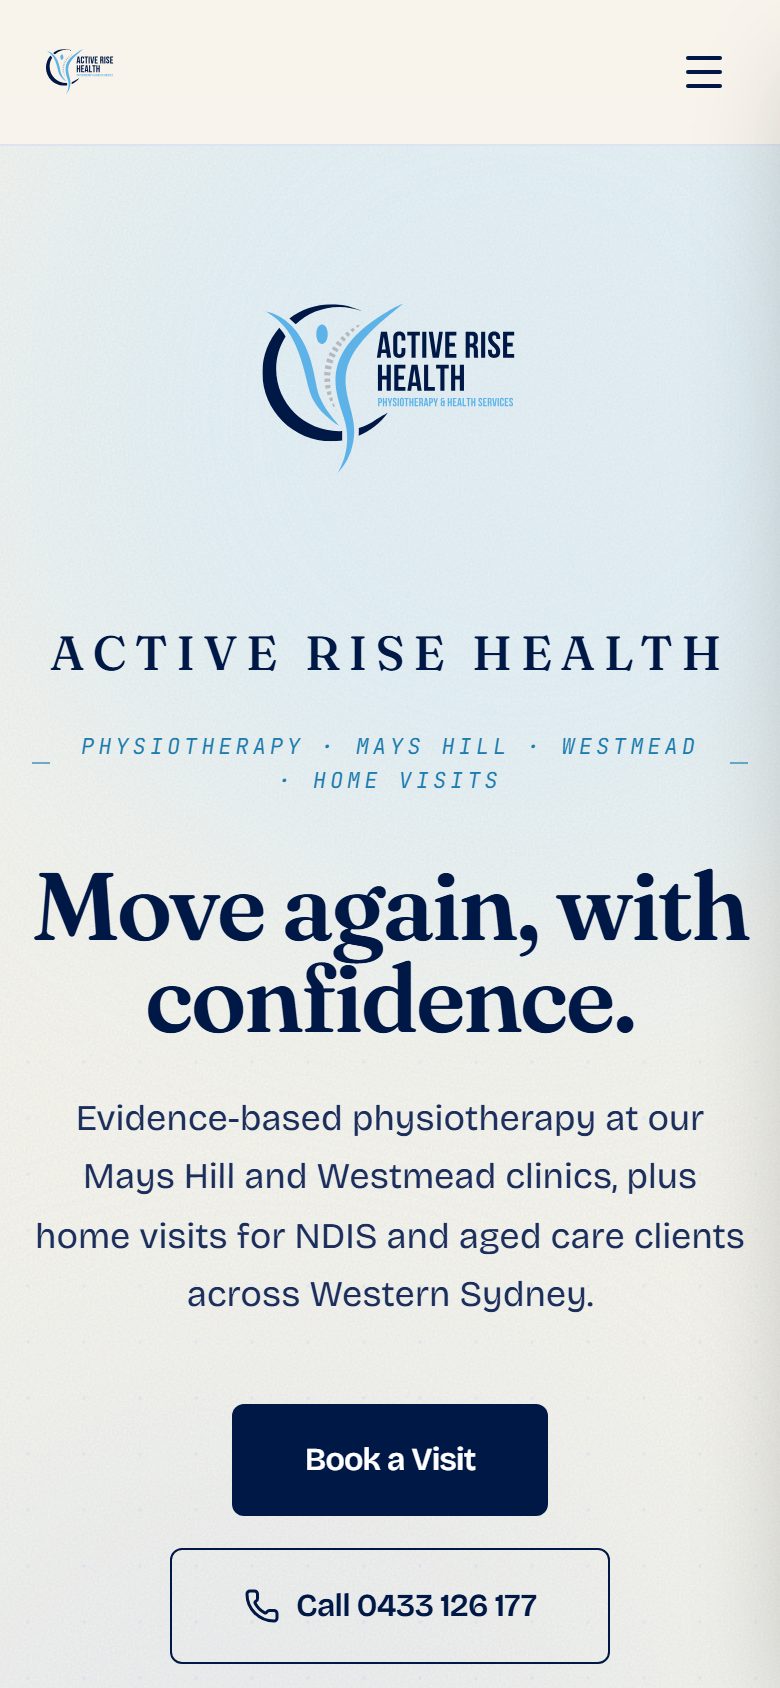 ACTIVE RISE
HEALTH
ACTIVE RISE
HEALTH
PHYSIOTHERAPY & HEALTH SERVICES
ACTIVE RISE HEALTH
— PHYSIOTHERAPY · MAYS HILL · WESTMEAD —
· HOME VISITS
Move again, with
confidence.
Evidence-based physiotherapy at our
Mays Hill and Westmead clinics, plus
home visits for NDIS and aged care clients
across Western Sydney.
Book a Visit
Call 0433 126 177